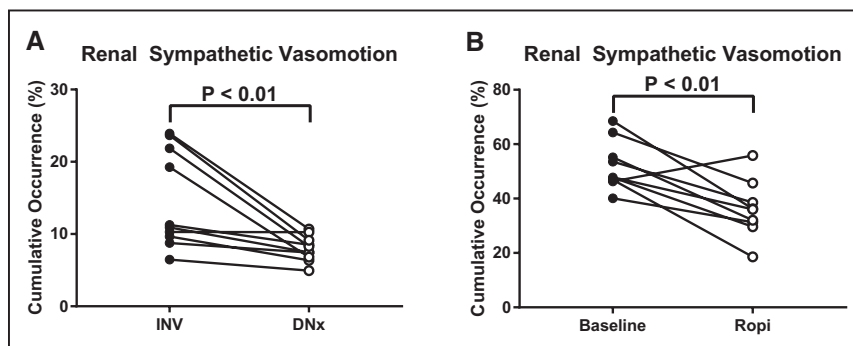 A
Renal Sympathetic Vasomotion
P < 0.01
Cumulative Occurrence (%)
30
20
10
0
INV
DNx
B
Renal Sympathetic Vasomotion
P < 0.01
Cumulative Occurrence (%)
80
60
40
20
0
Baseline
Ropi